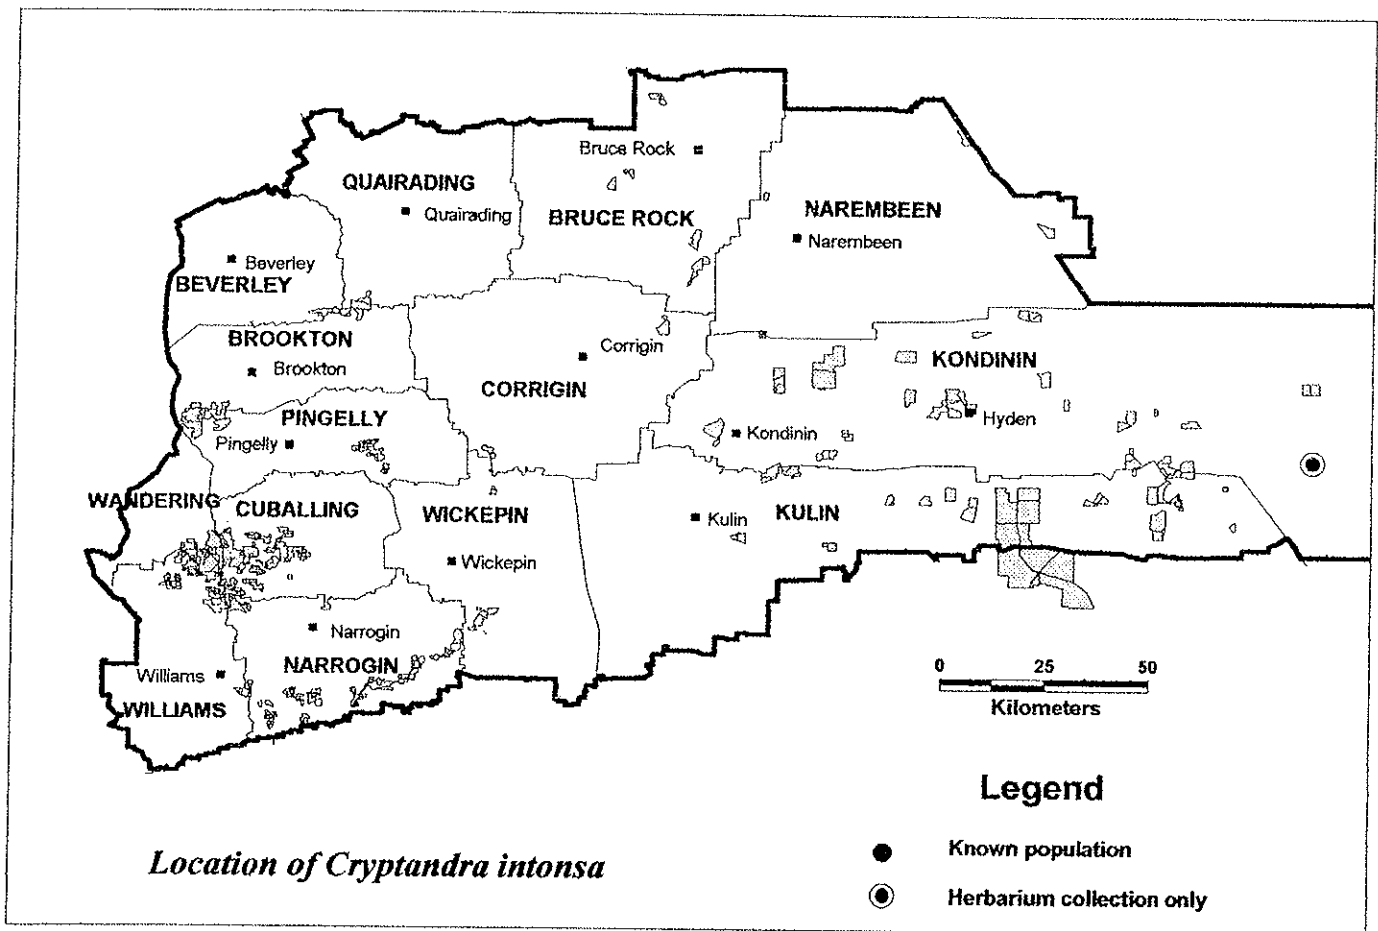 Bruce Rock
QUAIRADING
Quairading
BRUCE ROCK
NAREMBEEN
Narembeen
Beverley
BEVERLEY
BROOKTON
Brookton
Corrigin
CORRIGIN
KONDININ
Hyden
Kondinin
PINGELLY
Pingelly
WANDERING
CUBALLING
WICKEPIN
Wickepin
Kulin
KULIN
Narrogin
NARROGIN
Williams
WILLIAMS
0 25 50
Kilometers
Legend
Known population
Herbarium collection only
Location of Cryptandra intonsa